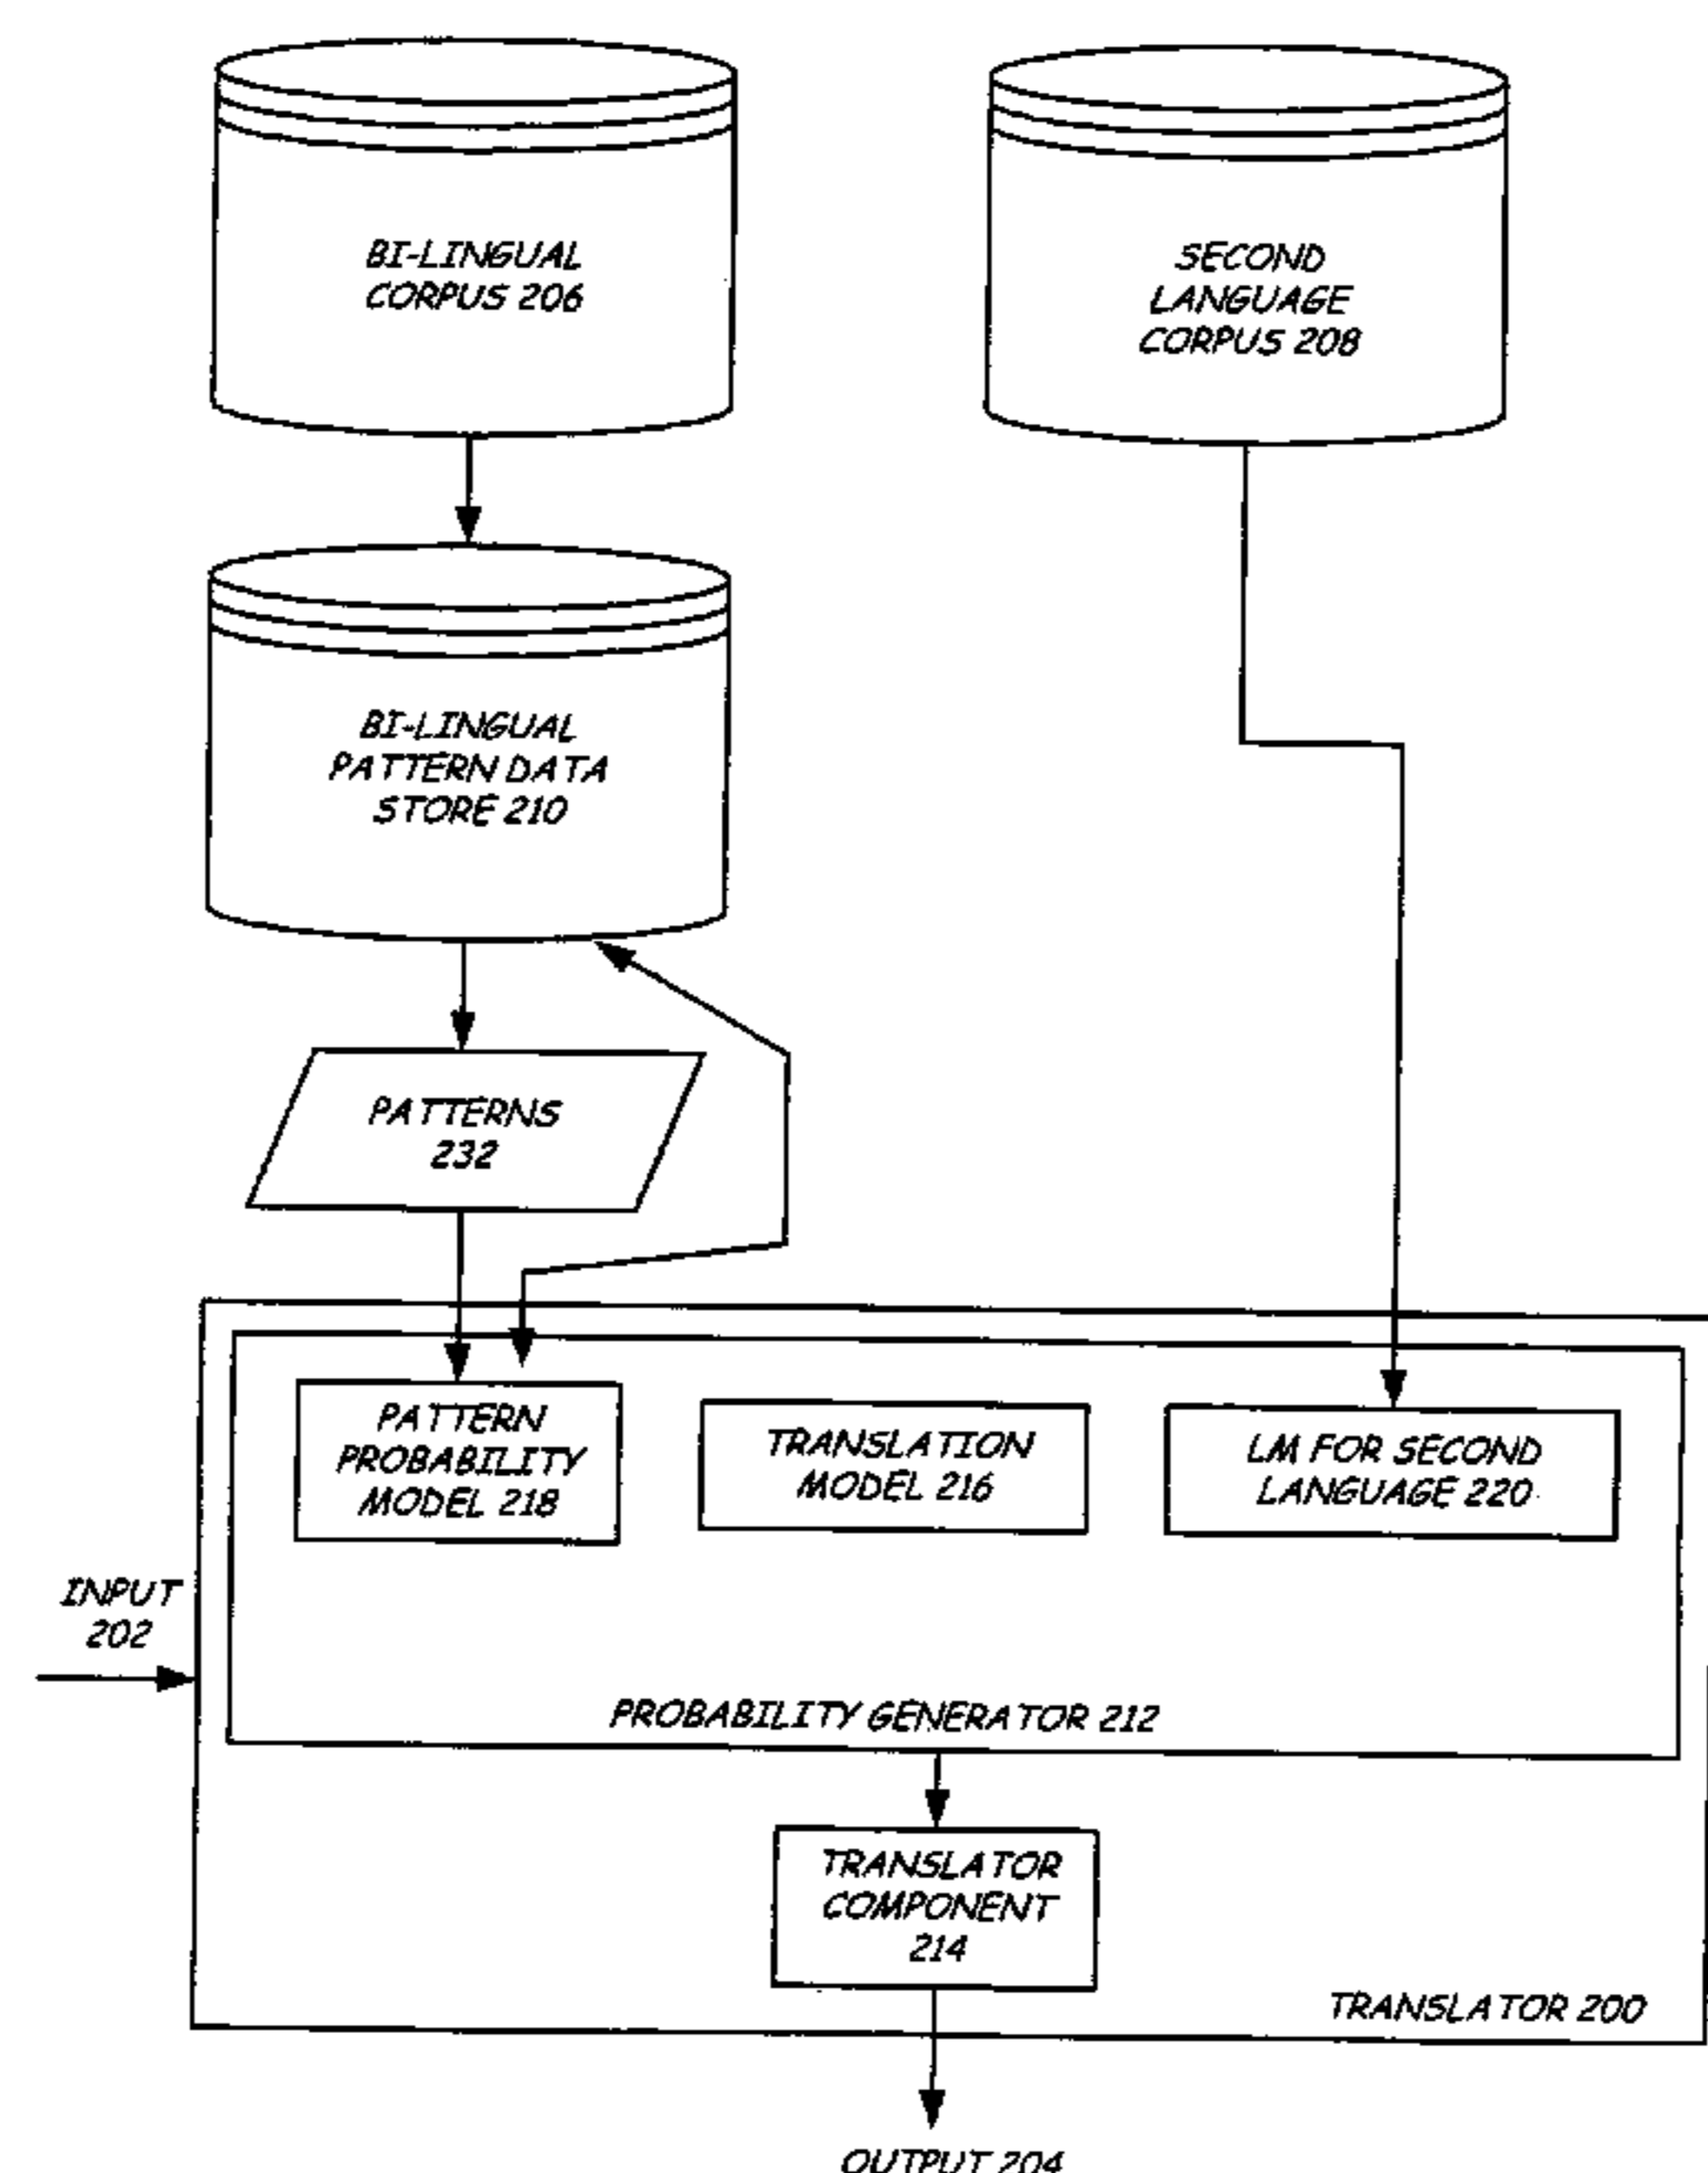 BI-LINGUAL
CORPUS 206
SECOND
LANGUAGE
CORPUS 208
BI-LINGUAL
PATTERN DATA
STORE 210
PATTERNS
232
PATTERN
PROBABILITY
MODEL 218
TRANSLATION
MODEL 216
LM FOR SECOND
LANGUAGE 220
INPUT
202
PROBABILITY GENERATOR 212
TRANSLATOR
COMPONENT
214
TRANSLATOR 200
OUTPUT 204